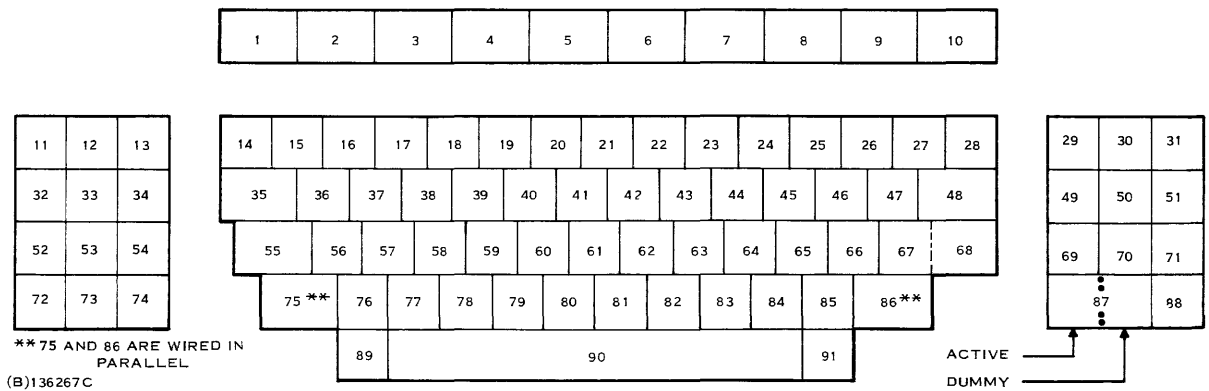 1 2 3 4 5 6 7 8 9 10
11 12 13 14 15 16 17 18 19 20 21 22 23 24 25 26 27 28 29 30 31
32 33 34 35 36 37 38 39 40 41 42 43 44 45 46 47 48 49 50 51
52 53 54 55 56 57 58 59 60 61 62 63 64 65 66 67 68 69 70 71
72 73 74 75** 76 77 78 79 80 81 82 83 84 85 86** 87 88
**75 AND 86 ARE WIRED IN
PARALLEL
89 90 91
ACTIVE
(B)136267C
DUMMY